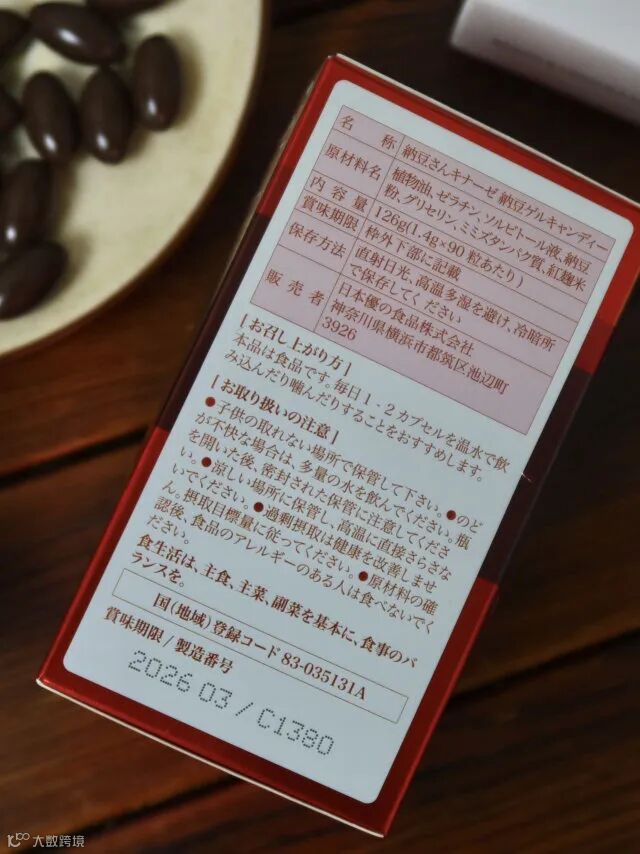 名 称 納豆さんキナーゼ 納豆ゲルキャンディー
原材料名 植物油、ゼラチン、ソルビトール液、納豆
粉、グリセリン、ミミズタンパク質、紅麹米
内 容 量 126g(1.4g×90 粒あたり)
賞味期限 枠外下部に記載
保存方法 直射日光、高温多湿を避け、冷暗所
で保存してください
販 売 者 日本優の食品株式会社
神奈川県横浜市都筑区池辺町
3926
[ お召し上がり方 ]
本品は食品です。毎日1-2 カプセルを温水で飲
み込んだり噛んだりすることをおすすめします。
[ お取り扱いの注意 ]
●子供の取れない場所で保管して下さい。●のど
が不快な場合は、多量の水を飲んでください。瓶
を開いた後、密封された保管に注意してくださ
い。●涼しい場所に保管し、高温に直接さらさな
いでください。●過剰摂取は健康を改善しませ
ん。摂取目標量に従ってください。●原材料の確
認後、食品のアレルギーのある人は食べないでく
ださい。
食生活は、主食、主菜、副菜を基本に、食事のバ
ランスを。
国（地域）登録コード 83-035131A
賞味期限 / 製造番号
2026 03 / C1380
大数跨境